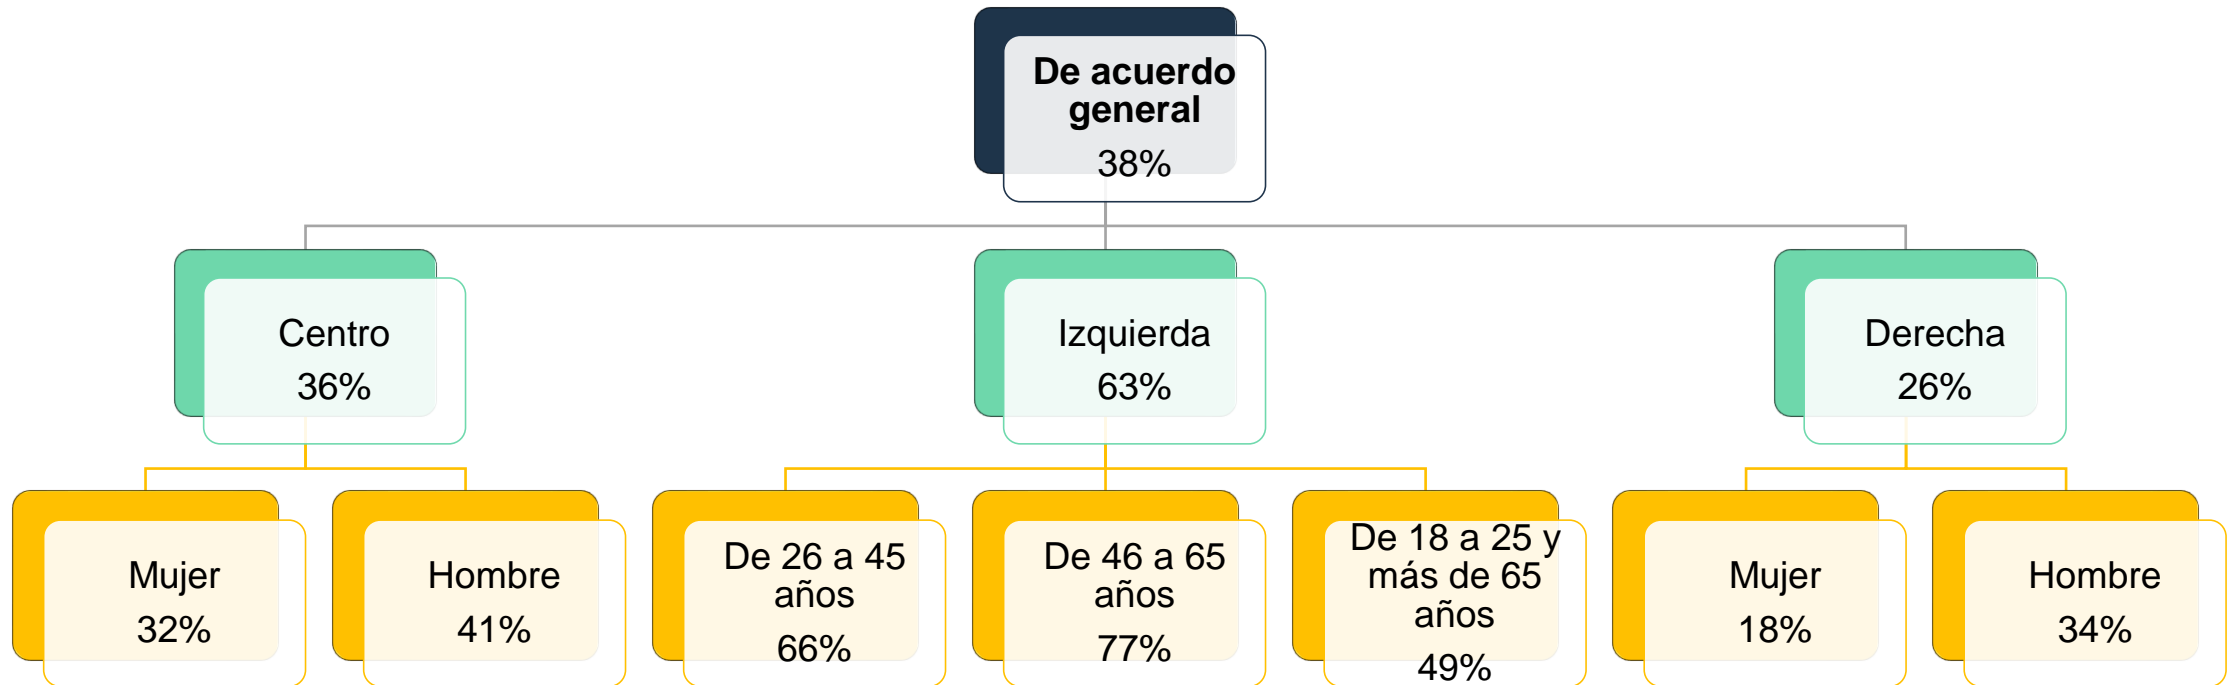 De acuerdo
general
38%
Centro
36%
Izquierda
63%
Derecha
26%
Mujer
32%
Hombre
41%
De 26 a 45
años
66%
De 46 a 65
años
77%
De 18 a 25 y
más de 65
años
49%
Mujer
18%
Hombre
34%